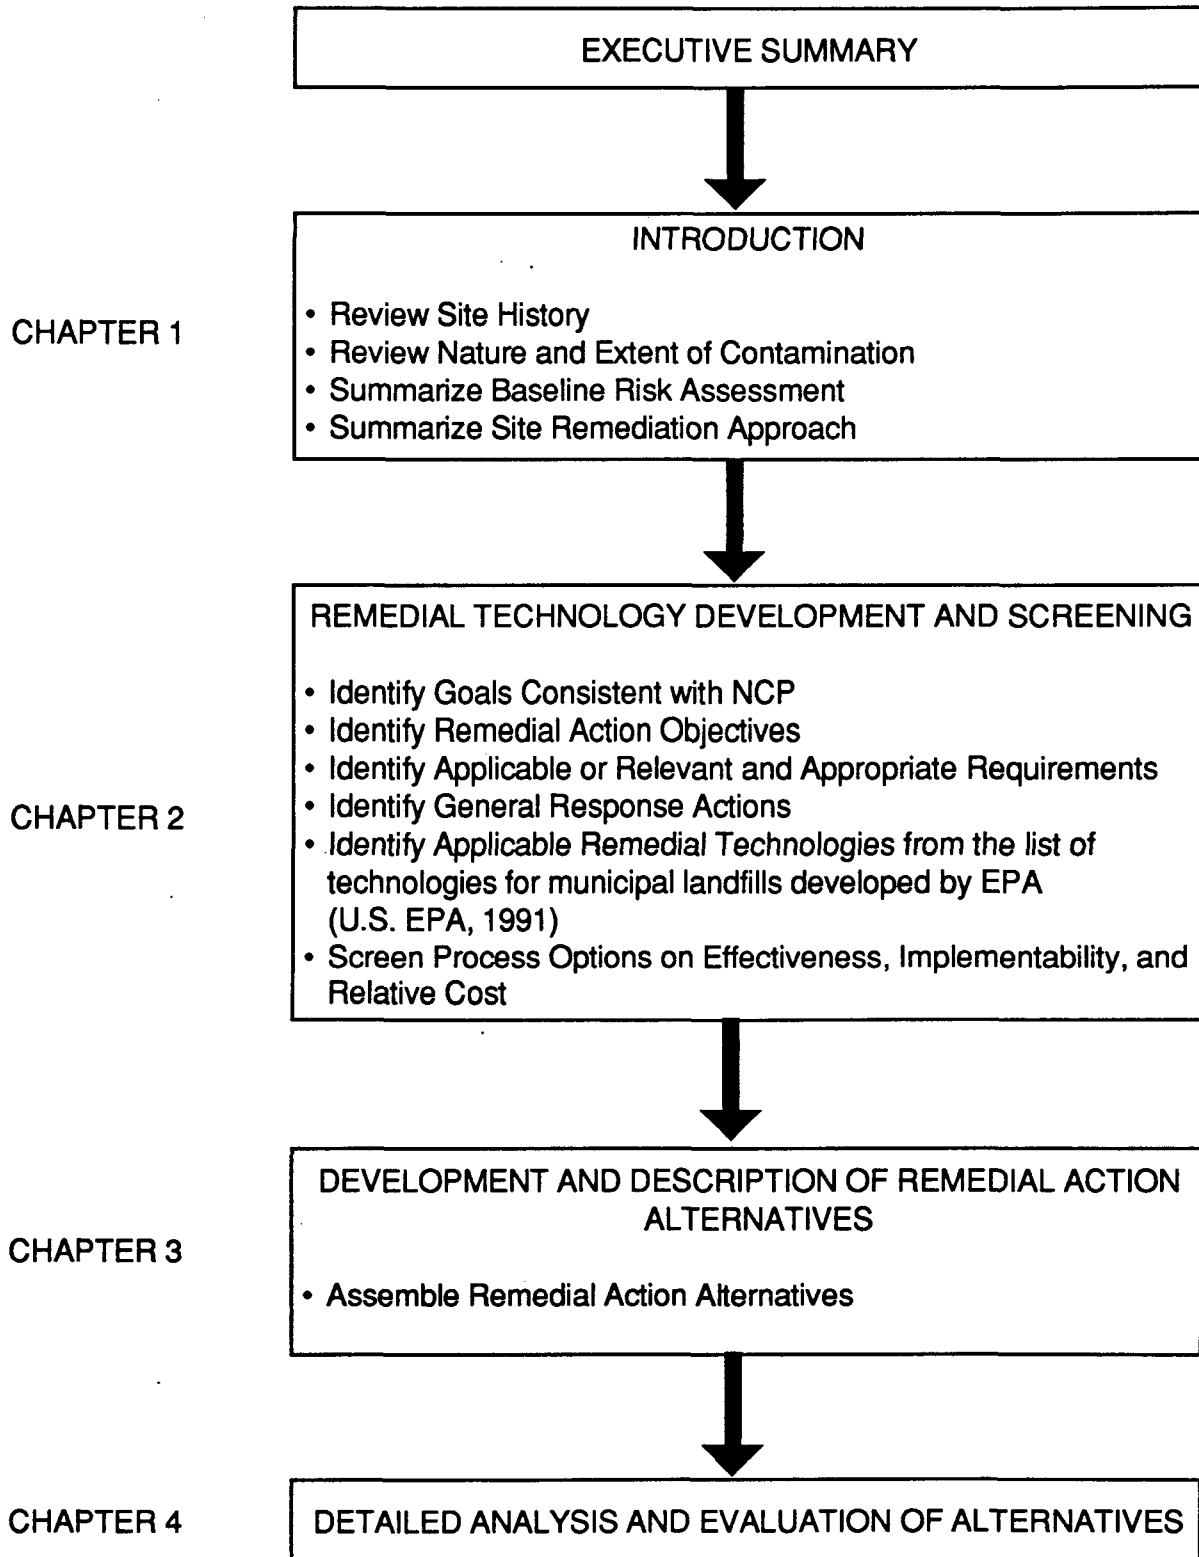 EXECUTIVE SUMMARY
CHAPTER 1
INTRODUCTION
• Review Site History
• Review Nature and Extent of Contamination
• Summarize Baseline Risk Assessment
• Summarize Site Remediation Approach
CHAPTER 2
REMEDIAL TECHNOLOGY DEVELOPMENT AND SCREENING
• Identify Goals Consistent with NCP
• Identify Remedial Action Objectives
• Identify Applicable or Relevant and Appropriate Requirements
• Identify General Response Actions
• Identify Applicable Remedial Technologies from the list of
technologies for municipal landfills developed by EPA
(U.S. EPA, 1991)
• Screen Process Options on Effectiveness, Implementability, and
Relative Cost
CHAPTER 3
DEVELOPMENT AND DESCRIPTION OF REMEDIAL ACTION
ALTERNATIVES
• Assemble Remedial Action Alternatives
CHAPTER 4
DETAILED ANALYSIS AND EVALUATION OF ALTERNATIVES